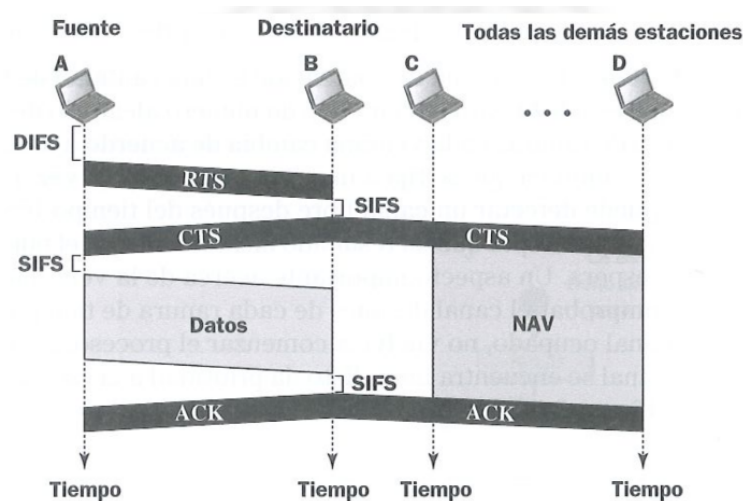 Fuente Destinatario Todas las demás estaciones
A B C D
DIFS
RTS
SIFS
CTS CTS
SIFS
Datos NAV
SIFS
ACK ACK
Tiempo Tiempo Tiempo Tiempo